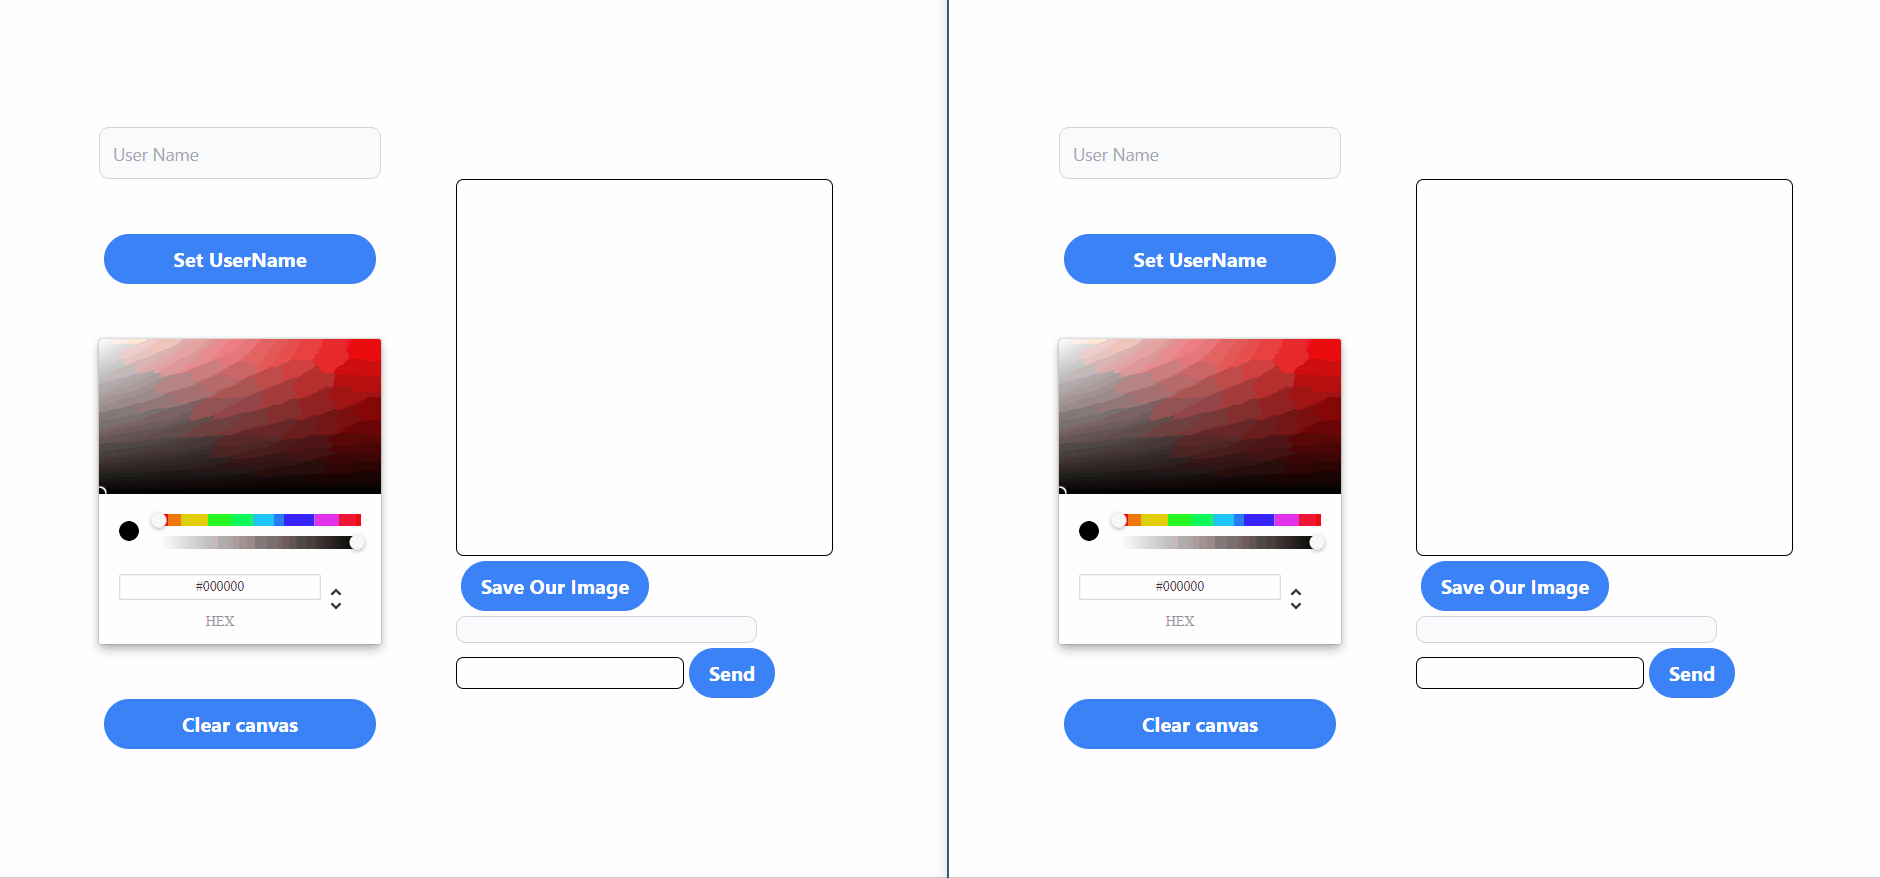 User Name
Set UserName
#000000
HEX
Clear canvas
Save Our Image
Send
User Name
Set UserName
#000000
HEX
Clear canvas
Save Our Image
Send